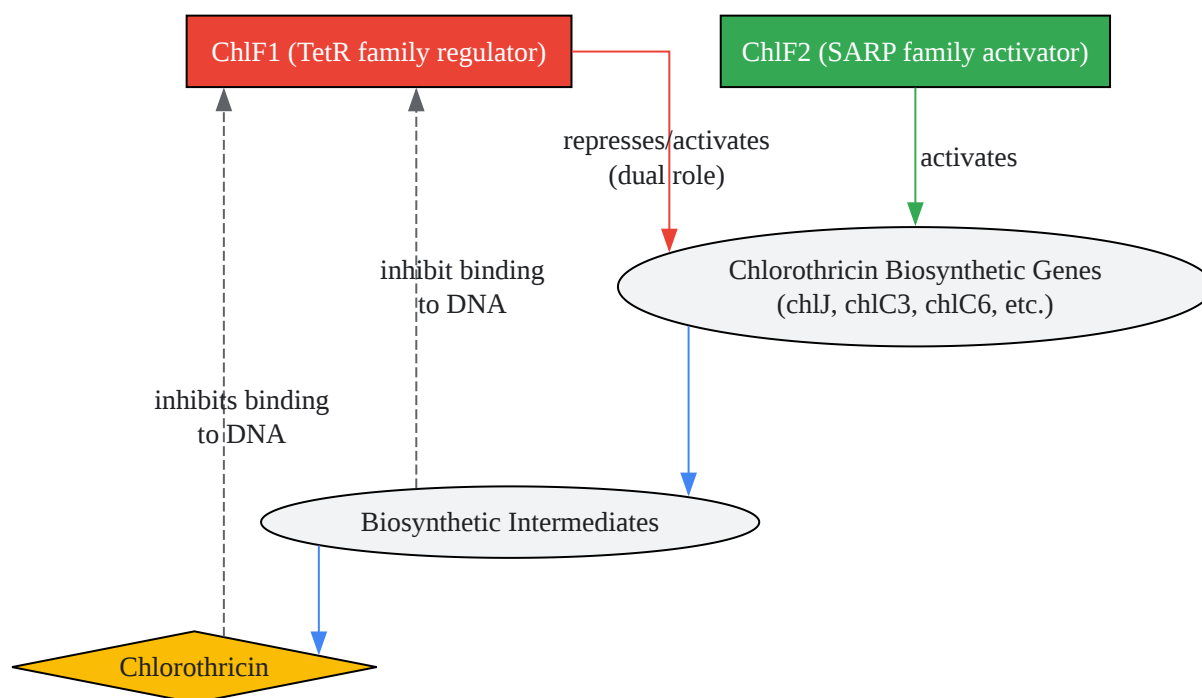 ChlF1 (TetR family regulator)
ChlF2 (SARP family activator)
represses/activates
(dual role)
activates
Chlorothricin Biosynthetic Genes
(chlJ, chlC3, chlC6, etc.)
inhibit binding
to DNA
inhibits binding
to DNA
Biosynthetic Intermediates
Chlorothricin